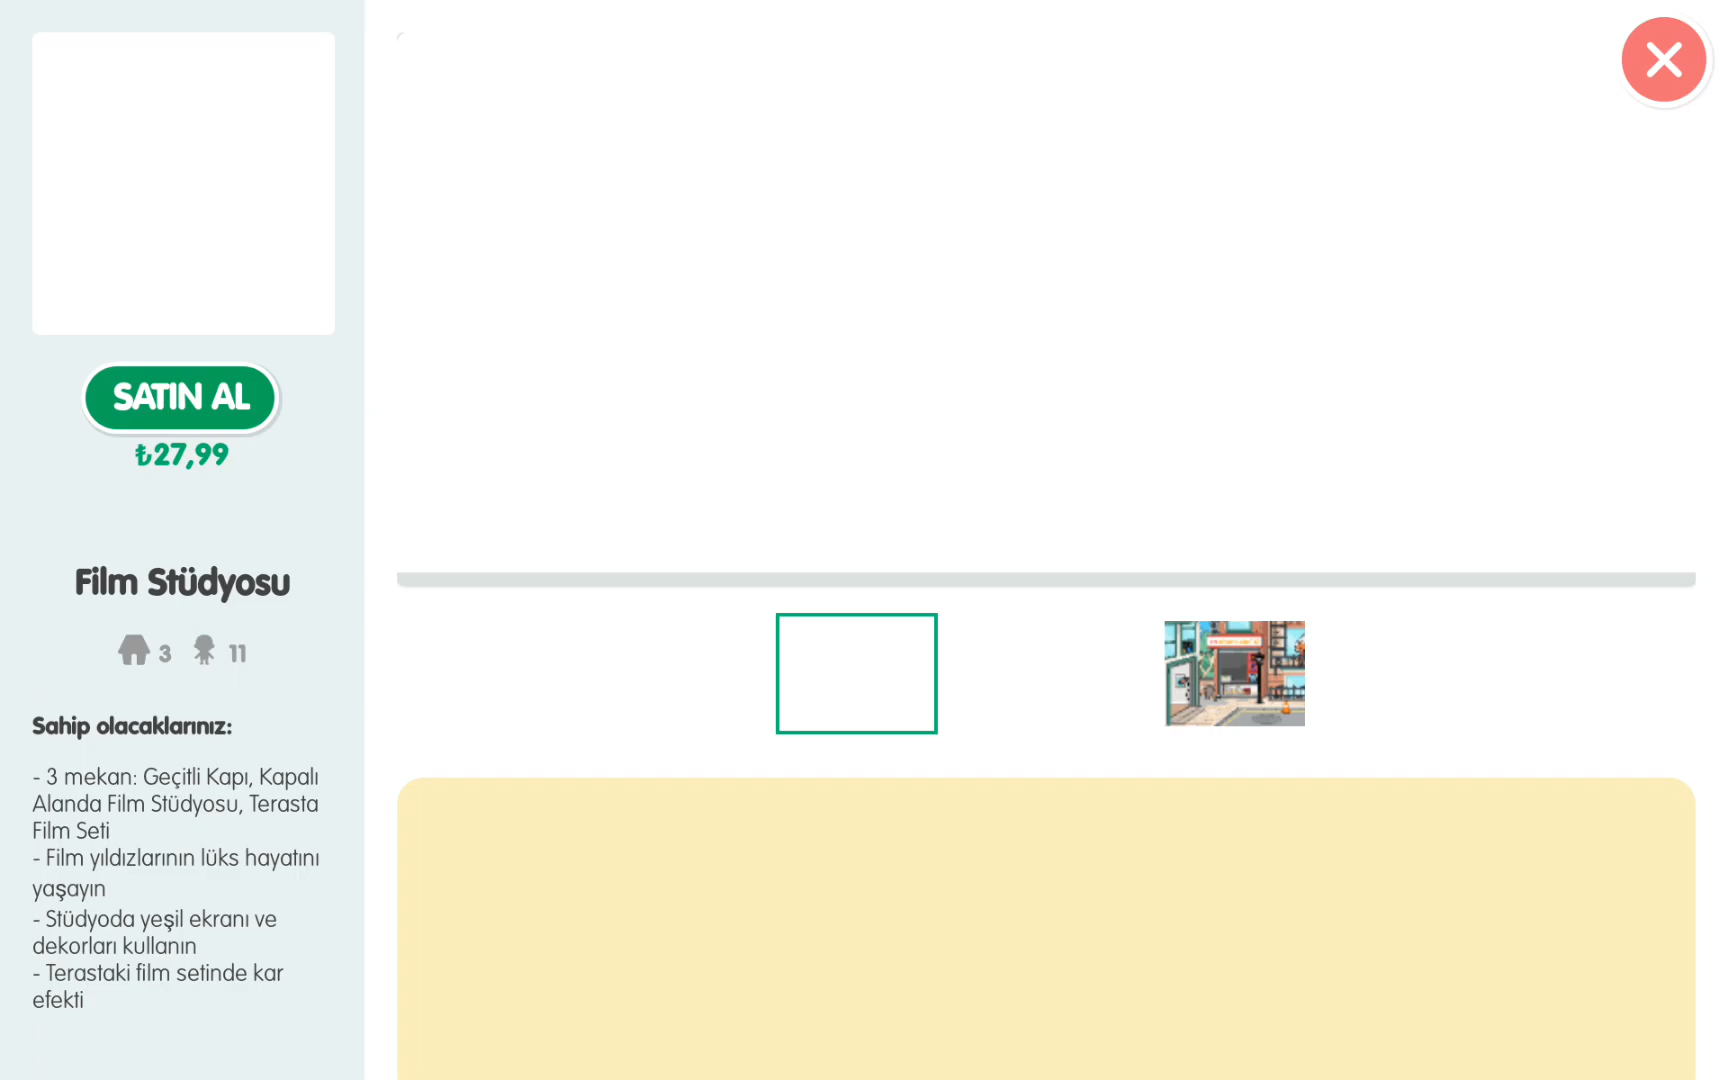 SATIN AL
₺27,99
Film Stüdyosu
3 11
Sahip olacaklarınız:
- 3 mekan: Geçitli Kapı, Kapalı
Alanda Film Stüdyosu, Terasta
Film Seti
- Film yıldızlarının lüks hayatını
yaşayın
- Stüdyoda yeşil ekranı ve
dekorları kullanın
- Terastaki film setinde kar
efekti